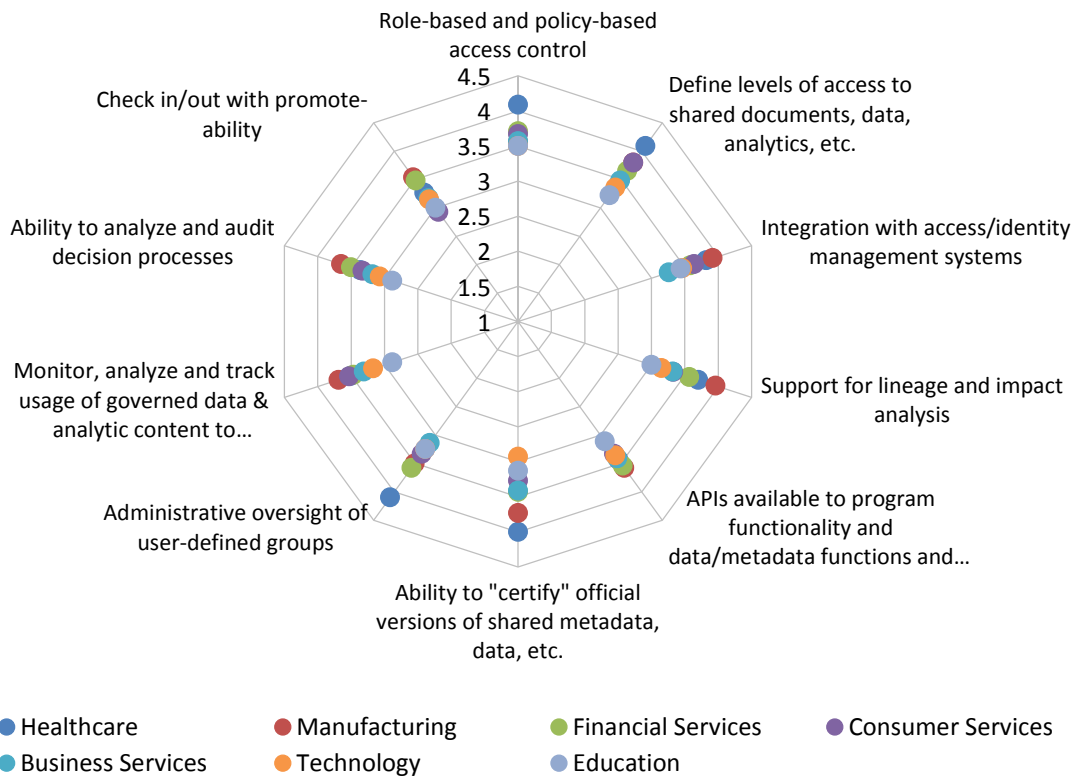 Role-based and policy-based
access control
Define levels of access to
shared documents, data,
analytics, etc.
Integration with access/identity
management systems
Support for lineage and impact
analysis
APIs available to program
functionality and
data/metadata functions and…
Ability to "certify" official
versions of shared metadata,
data, etc.
Administrative oversight of
user-defined groups
Monitor, analyze and track
usage of governed data &
analytic content to…
Ability to analyze and audit
decision processes
Check in/out with promote-
ability
4.5
4
3.5
3
2.5
2
1.5
1
Healthcare
Manufacturing
Financial Services
Consumer Services
Business Services
Technology
Education